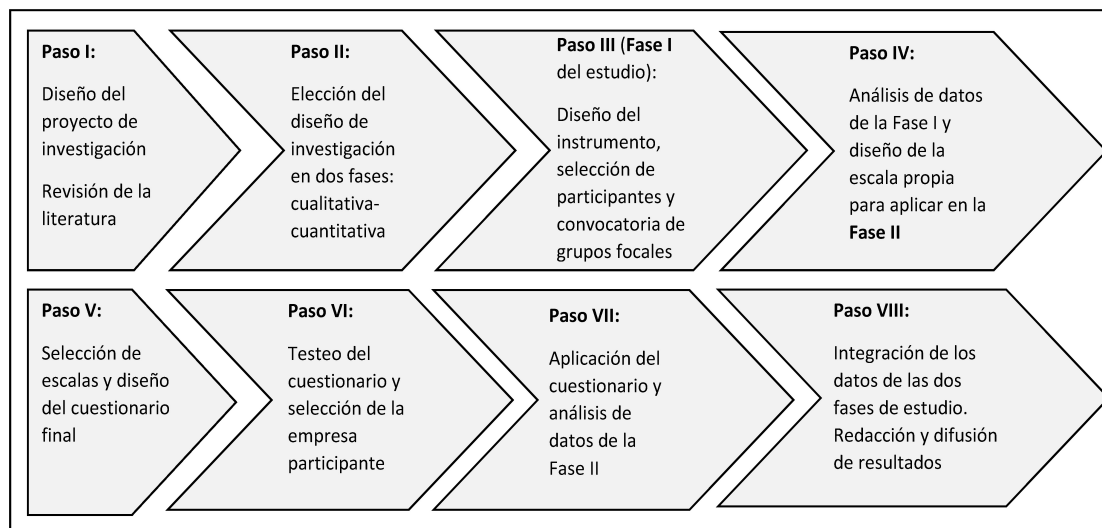 Paso I:
Diseño del
proyecto de
investigación
Revisión de la
literatura
Paso II:
Elección del
diseño de
investigación
en dos fases:
cualitativa-
cuantitativa
Paso III (Fase I
del estudio):
Diseño del
instrumento,
selección de
participantes y
convocatoria de
grupos focales
Paso IV:
Análisis de datos
de la Fase I y
diseño de la
escala propia
para aplicar en la
Fase II
Paso V:
Selección de
escalas y diseño
del cuestionario
final
Paso VI:
Testeo del
cuestionario y
selección de la
empresa
participante
Paso VII:
Aplicación del
cuestionario y
análisis de
datos de la
Fase II
Paso VIII:
Integración de los
datos de las dos
fases de estudio.
Redacción y difusión
de resultados